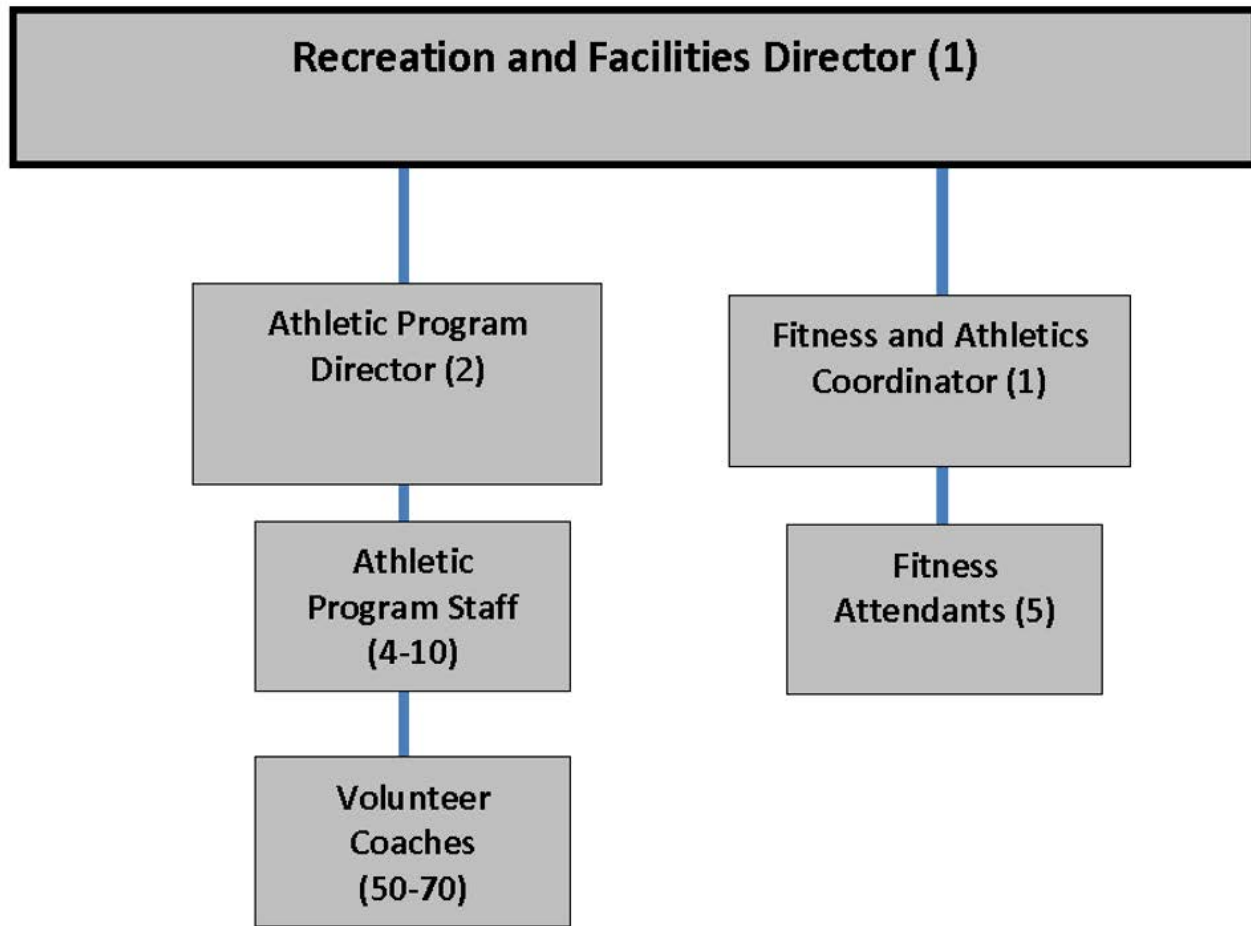 Recreation and Facilities Director (1)
Athletic Program
Director (2)
Fitness and Athletics
Coordinator (1)
Athletic
Program Staff
(4-10)
Fitness
Attendants (5)
Volunteer
Coaches
(50-70)